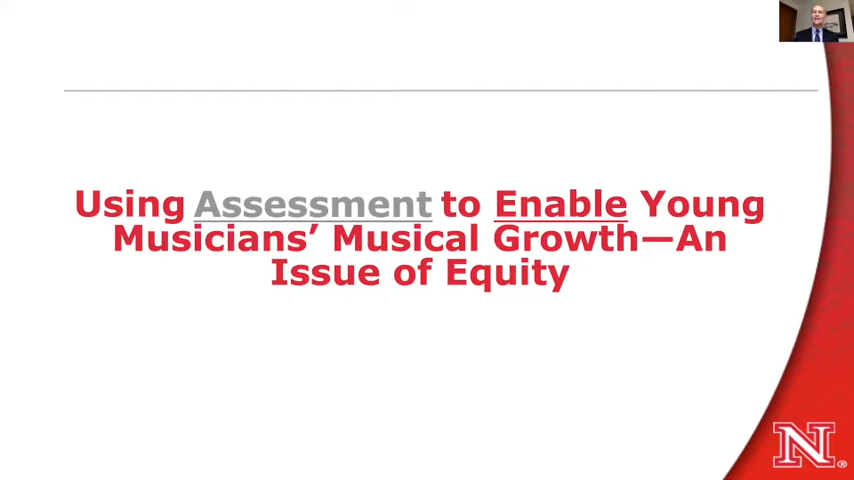 Using Assessment to Enable Young
Musicians’ Musical Growth—An
Issue of Equity
N®